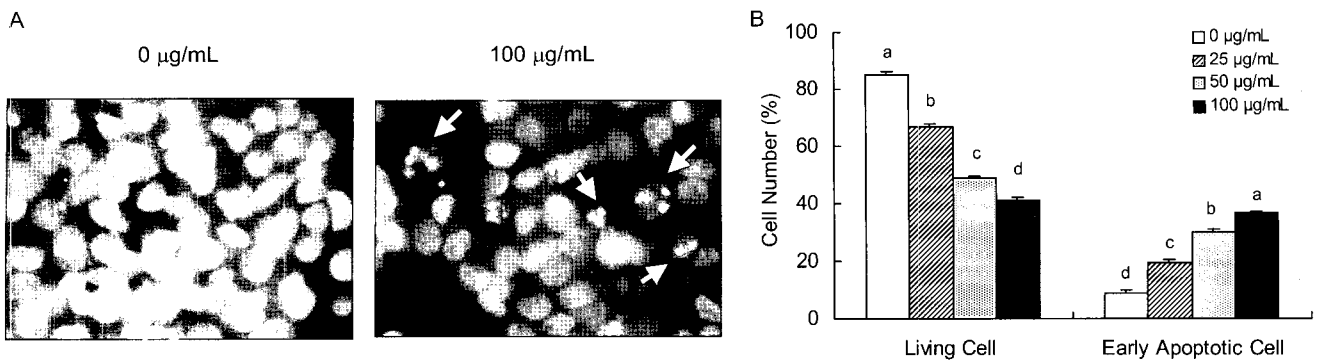 A
0 µg/mL
100 µg/mL
B
Cell Number (%)
100
80
60
40
20
0
0 µg/mL
25 µg/mL
50 µg/mL
100 µg/mL
a
b
c
d
d
c
b
a
Living Cell
Early Apoptotic Cell